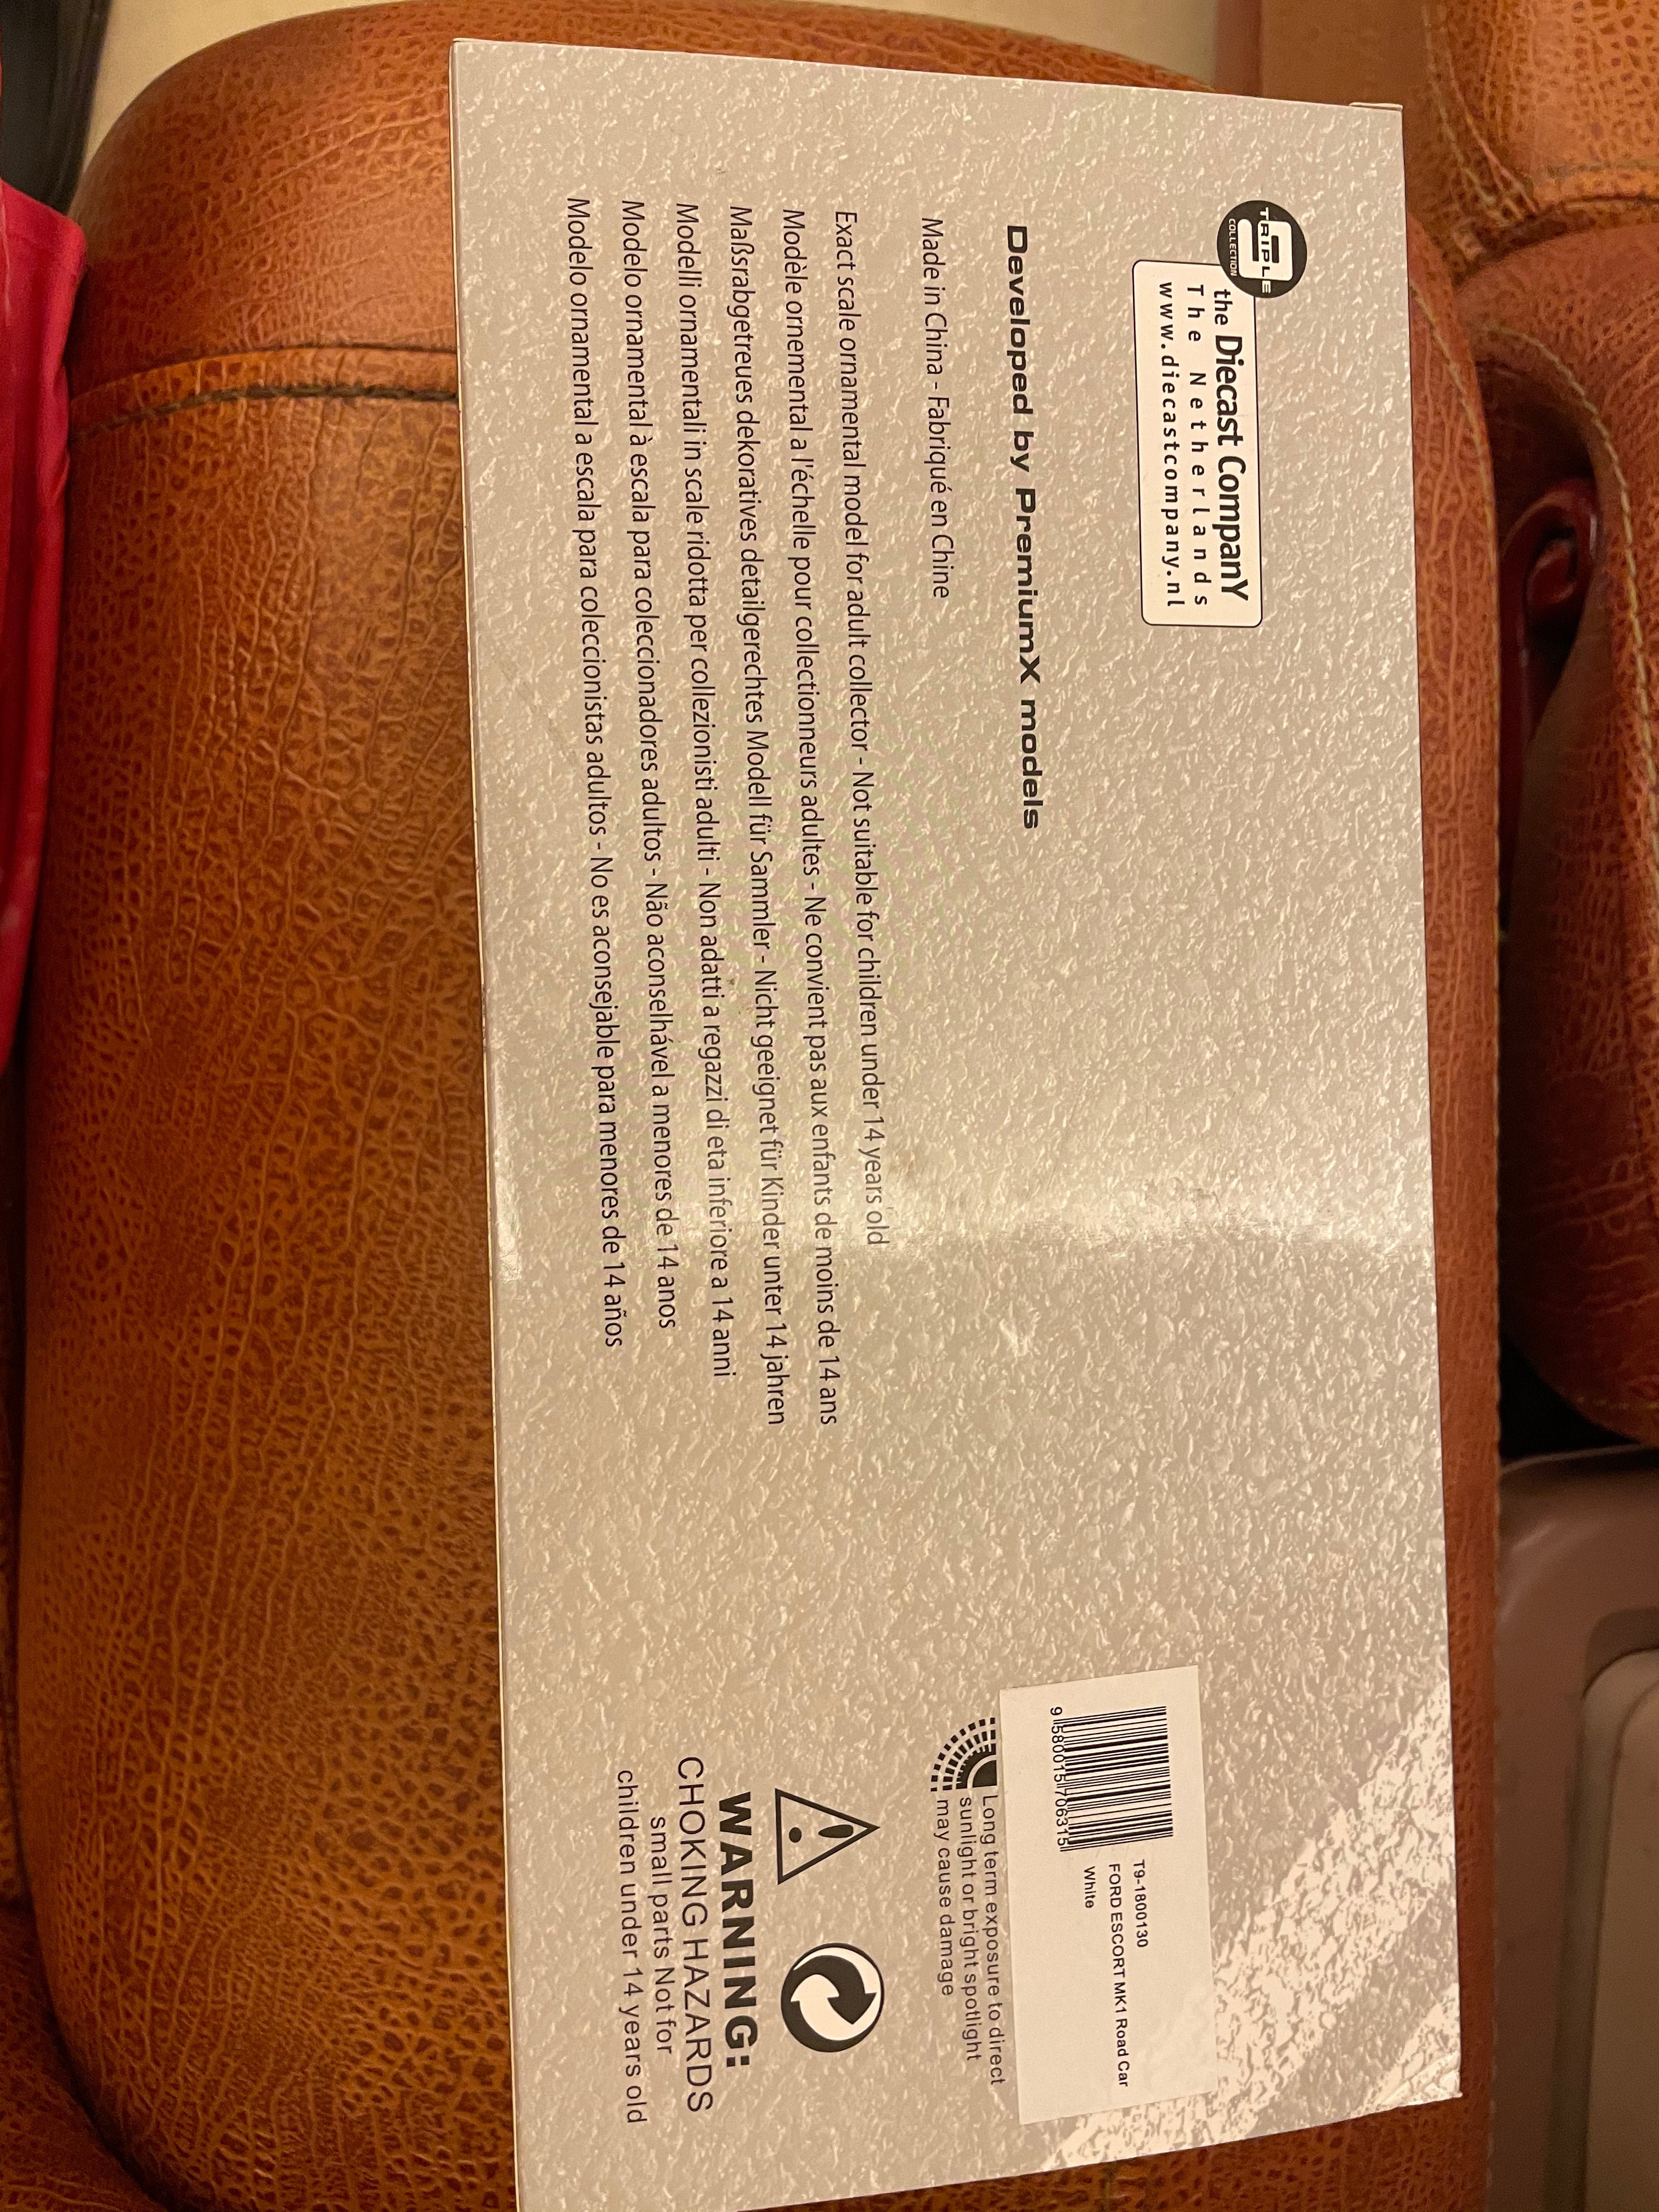 TRIPLE
9
COLLECTION
the Diecast CompanY
The Netherlands
www.diecastcompany.nl
Developed by PremiumX models
Made in China - Fabriqué en Chine
Exact scale ornamental model for adult collector - Not suitable for children under 14 years old
Modèle ornemental a l'échelle pour collectionneurs adultes - Ne convient pas aux enfants de moins de 14 ans
Maßsrabgetreues dekoratives detailgerechtes Modell für Sammler - Nicht geeignet für Kinder unter 14 jahren
Modelli ornamentali in scale ridotta per collezionisti adulti - Non adatti a regazzi di eta inferiore a 14 anni
Modelo ornamental à escala para coleccionadores adultos - Não aconselhável a menores de 14 anos
Modelo ornamental a escala para coleccionistas adultos - No es aconsejable para menores de 14 años
9 580015 706315
T9-1800130
FORD ESCORT MK1 Road Car
White
Long term exposure to direct
sunlight or bright spotlight
may cause damage
WARNING:
CHOKING HAZARDS
small parts Not for
children under 14 years old